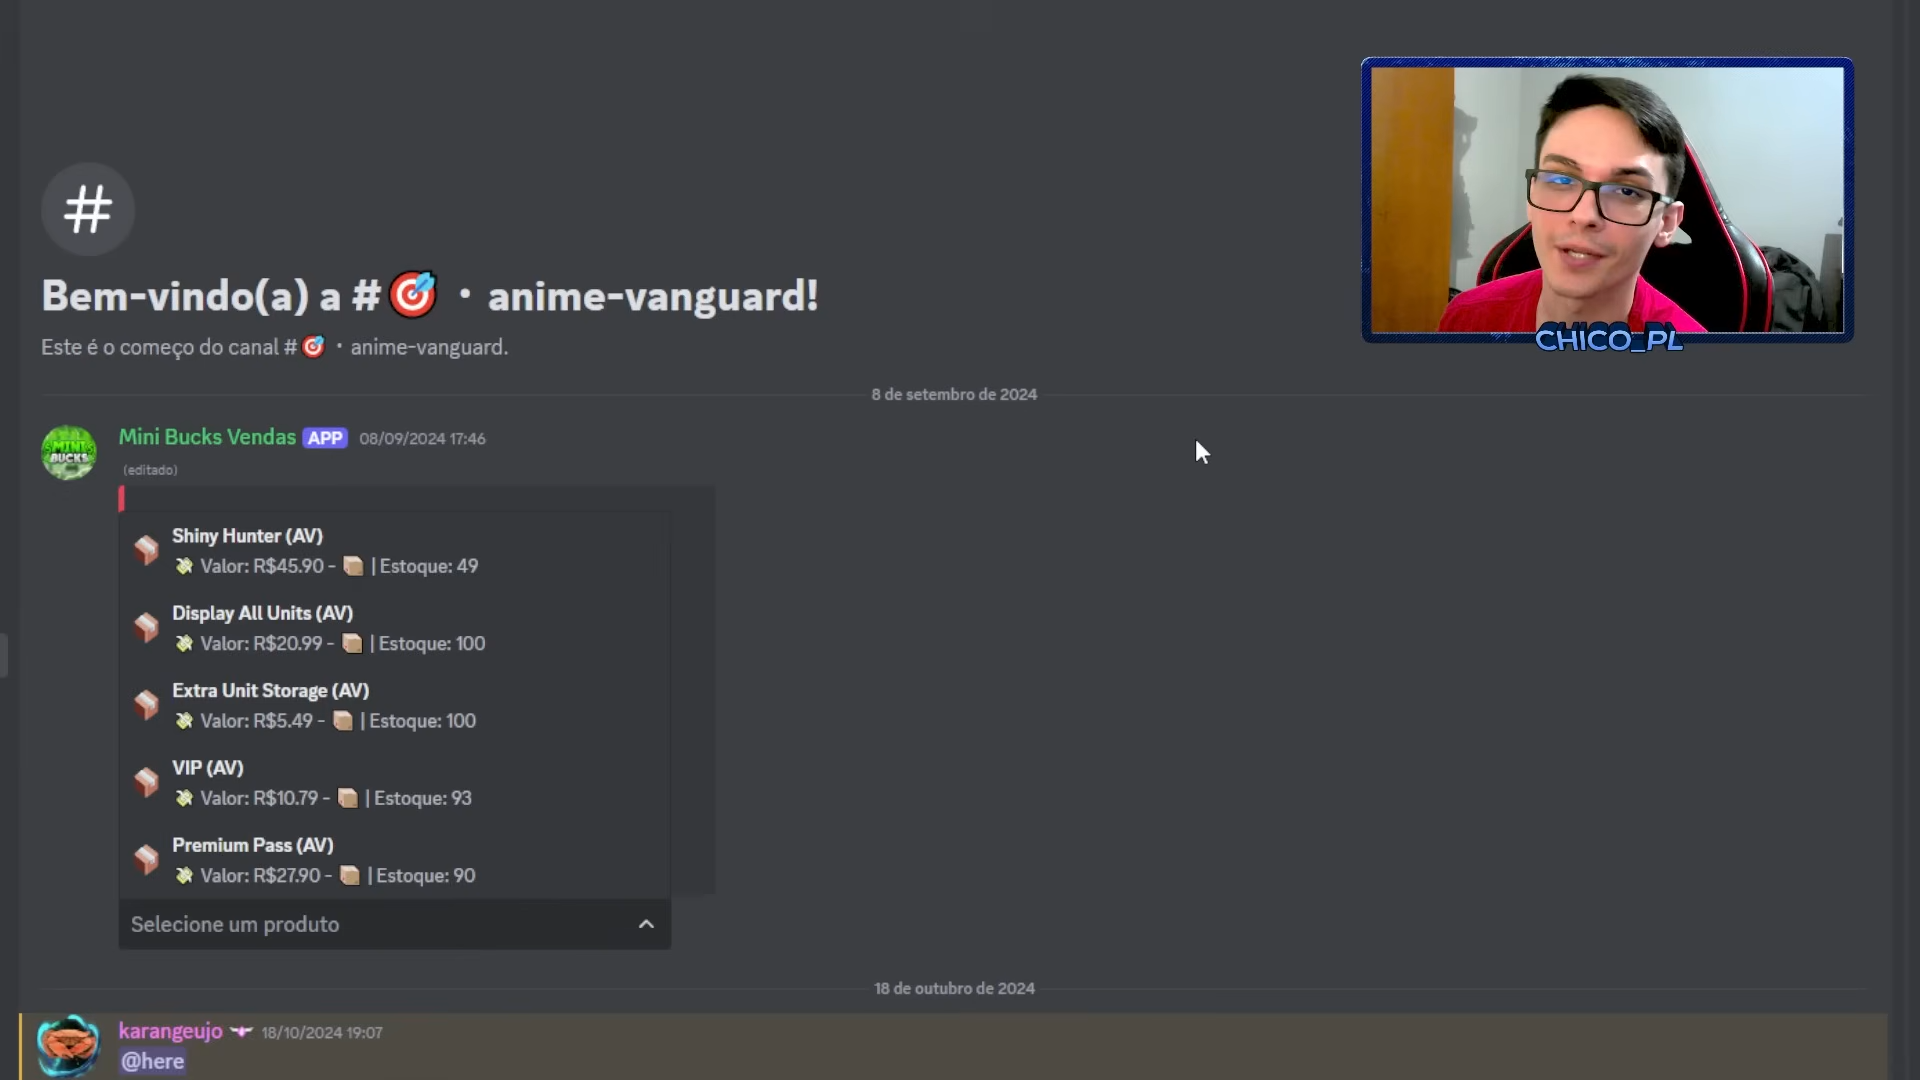 CHICO_PL
Bem-vindo(a) a #🎯・anime-vanguard!
Este é o começo do canal #🎯・anime-vanguard.
8 de setembro de 2024
Mini Bucks Vendas APP 08/09/2024 17:46
(editado)
Shiny Hunter (AV)
💸 Valor: R$45.90 - 📦 | Estoque: 49
Display All Units (AV)
💸 Valor: R$20.99 - 📦 | Estoque: 100
Extra Unit Storage (AV)
💸 Valor: R$5.49 - 📦 | Estoque: 100
VIP (AV)
💸 Valor: R$10.79 - 📦 | Estoque: 93
Premium Pass (AV)
💸 Valor: R$27.90 - 📦 | Estoque: 90
Selecione um produto
18 de outubro de 2024
karangeujo 18/10/2024 19:07
@here
MINI
BUCKS